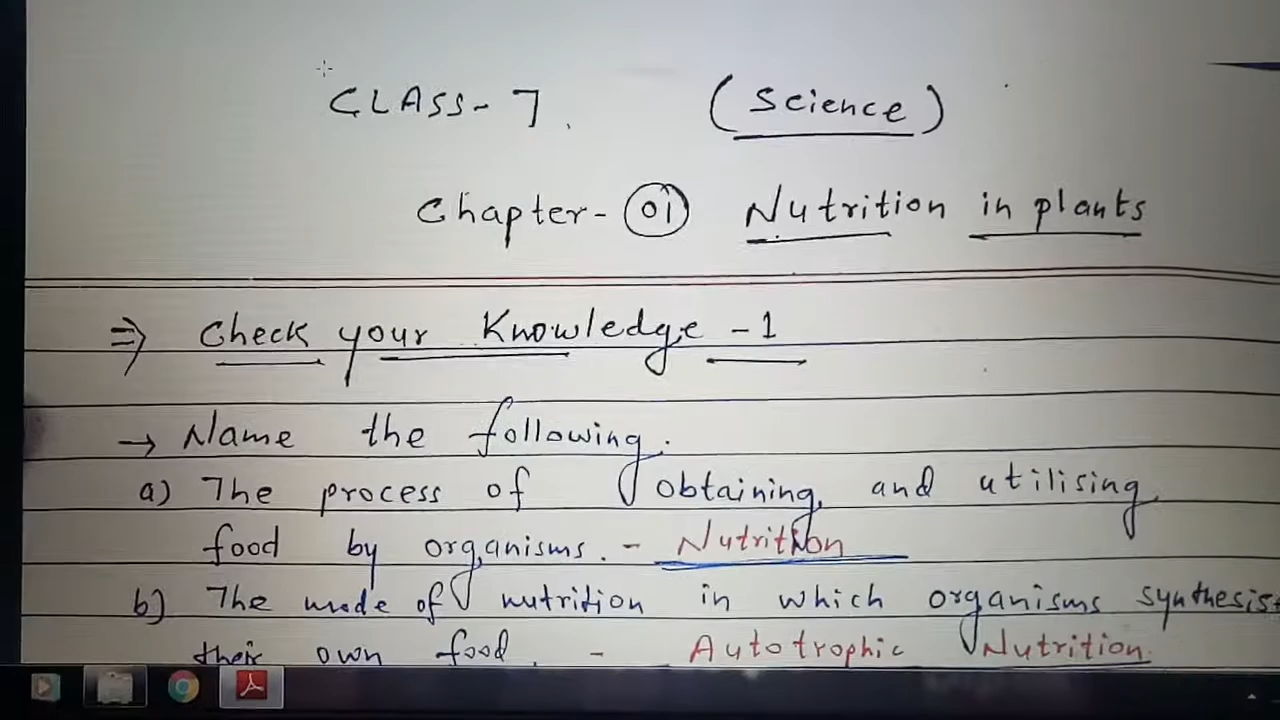 CLASS- 7. (Science)
Chapter- 01 Nutrition in plants
⇒ Check your Knowledge -1
→ Name the following.
a) The process of obtaining and utilising
food by organisms. - Nutrition
b) The mode of nutrition in which organisms synthesis
their own food. - Autotrophic Nutrition.